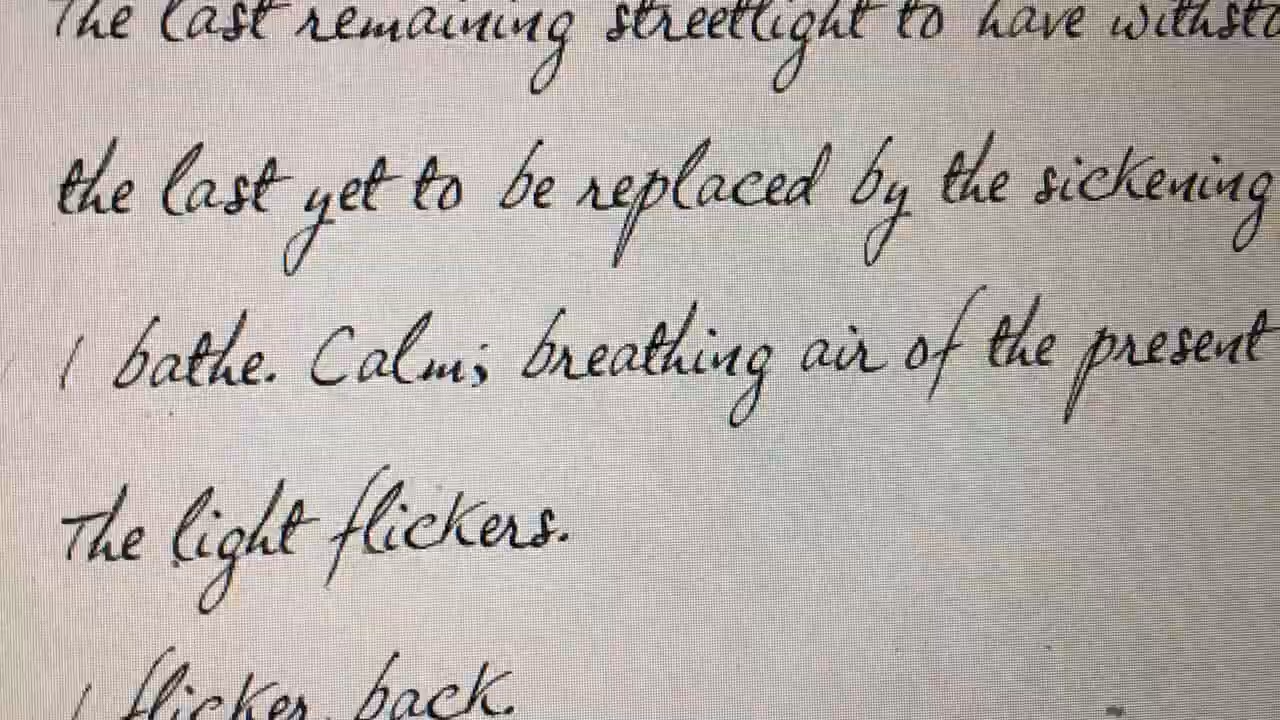 The last remaining streetlight to have withsto
the last yet to be replaced by the sickening
I bathe. Calm; breathing air of the present
The light flickers.
I flicker back.